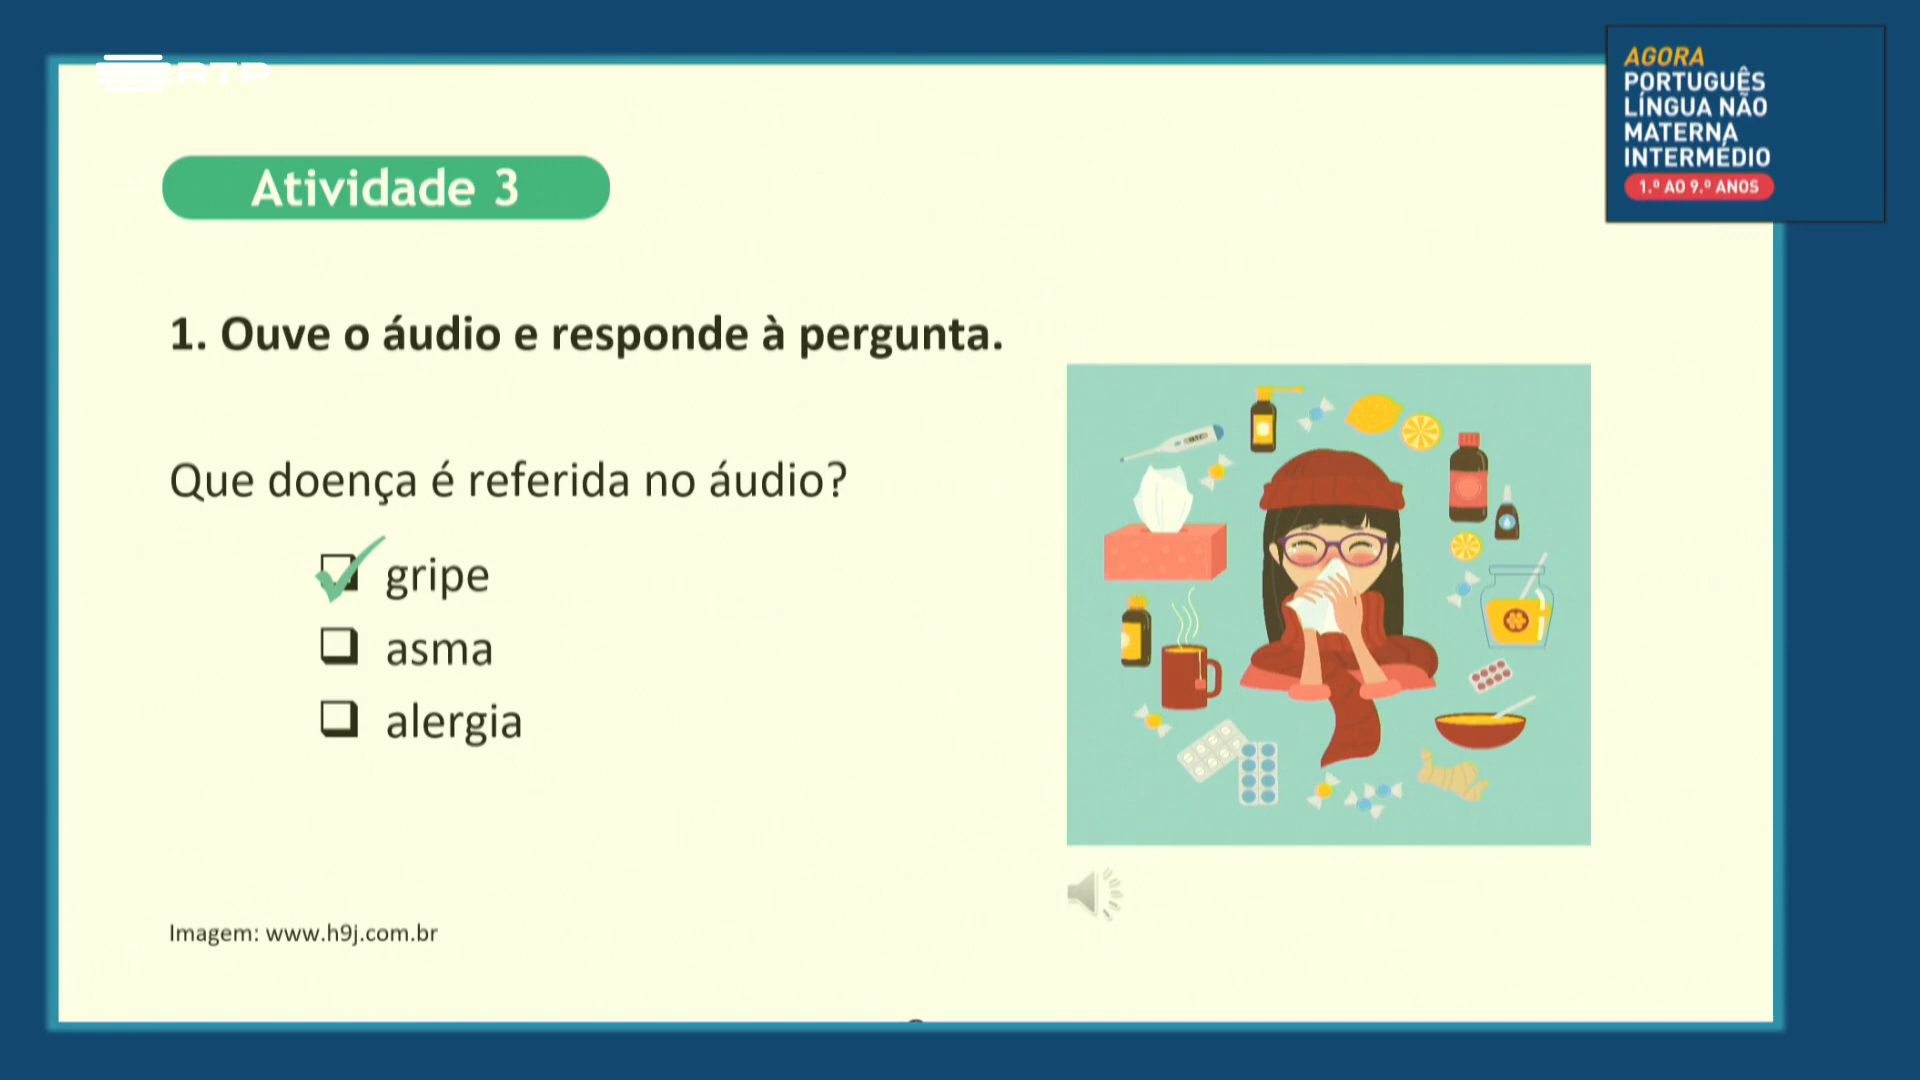 RTP
AGORA
PORTUGUÊS
LÍNGUA NÃO
MATERNA
INTERMÉDIO
1.º AO 9.º ANOS
Atividade 3
1. Ouve o áudio e responde à pergunta.
Que doença é referida no áudio?
gripe
asma
alergia
Imagem: www.h9j.com.br